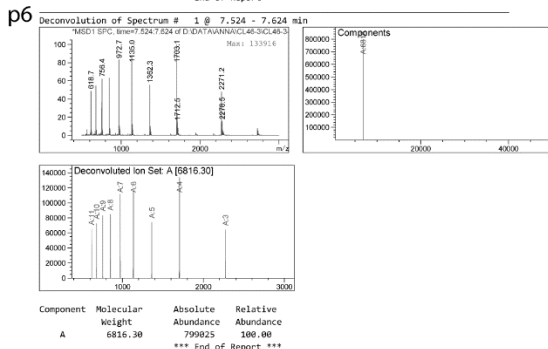 End of Report
p6
Deconvolution of Spectrum # 1 @ 7.524 - 7.624 min
*MSD1 SPC, time=7.524:7.624 of D:\DATA\ANNA\CL46-3\CL46-3-
Max: 133916
100
80
60
40
20
0
618.7
756.4
972.7
1135.0
1362.3
1703.1
1712.5
2271.2
2278.5
1000
2000
m/z
Components
800000
700000
600000
500000
400000
300000
200000
100000
20000
40000
Deconvoluted Ion Set: A [6816.30]
140000
120000
100000
80000
60000
40000
20000
0
A:11
A:10
A:9
A:8
A:7
A:6
A:5
A:4
A:3
1000
2000
3000
Component Molecular Absolute Relative
Weight Abundance Abundance
A 6816.30 799025 100.00
*** End of Report ***